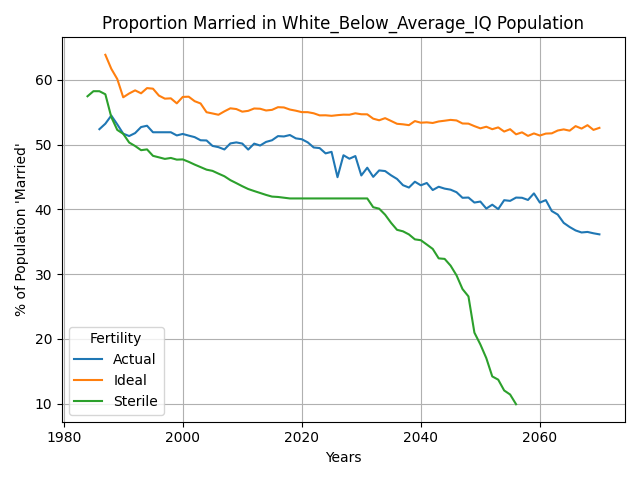 Proportion Married in White_Below_Average_IQ Population
% of Population 'Married'
60
50
40
30
20
10
Fertility
Actual
Ideal
Sterile
1980
2000
2020
2040
2060
Years